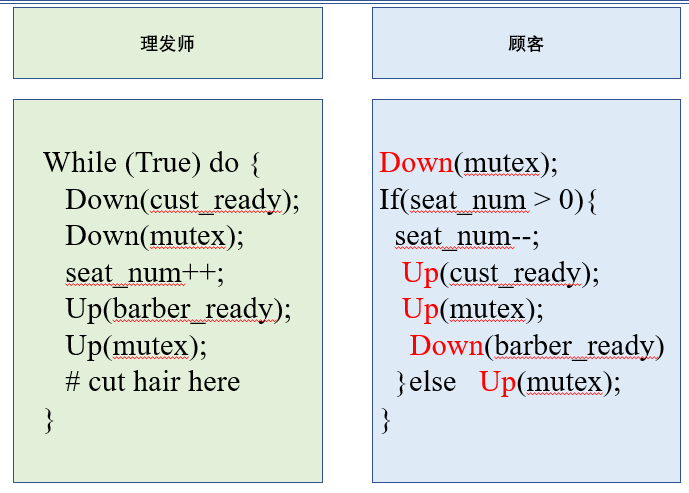 理发师
While (True) do {
Down(cust_ready);
Down(mutex);
seat_num++;
Up(barber_ready);
Up(mutex);
# cut hair here
}
顾客
Down(mutex);
If(seat_num > 0){
seat_num--;
Up(cust_ready);
Up(mutex);
Down(barber_ready)
}else Up(mutex);
}